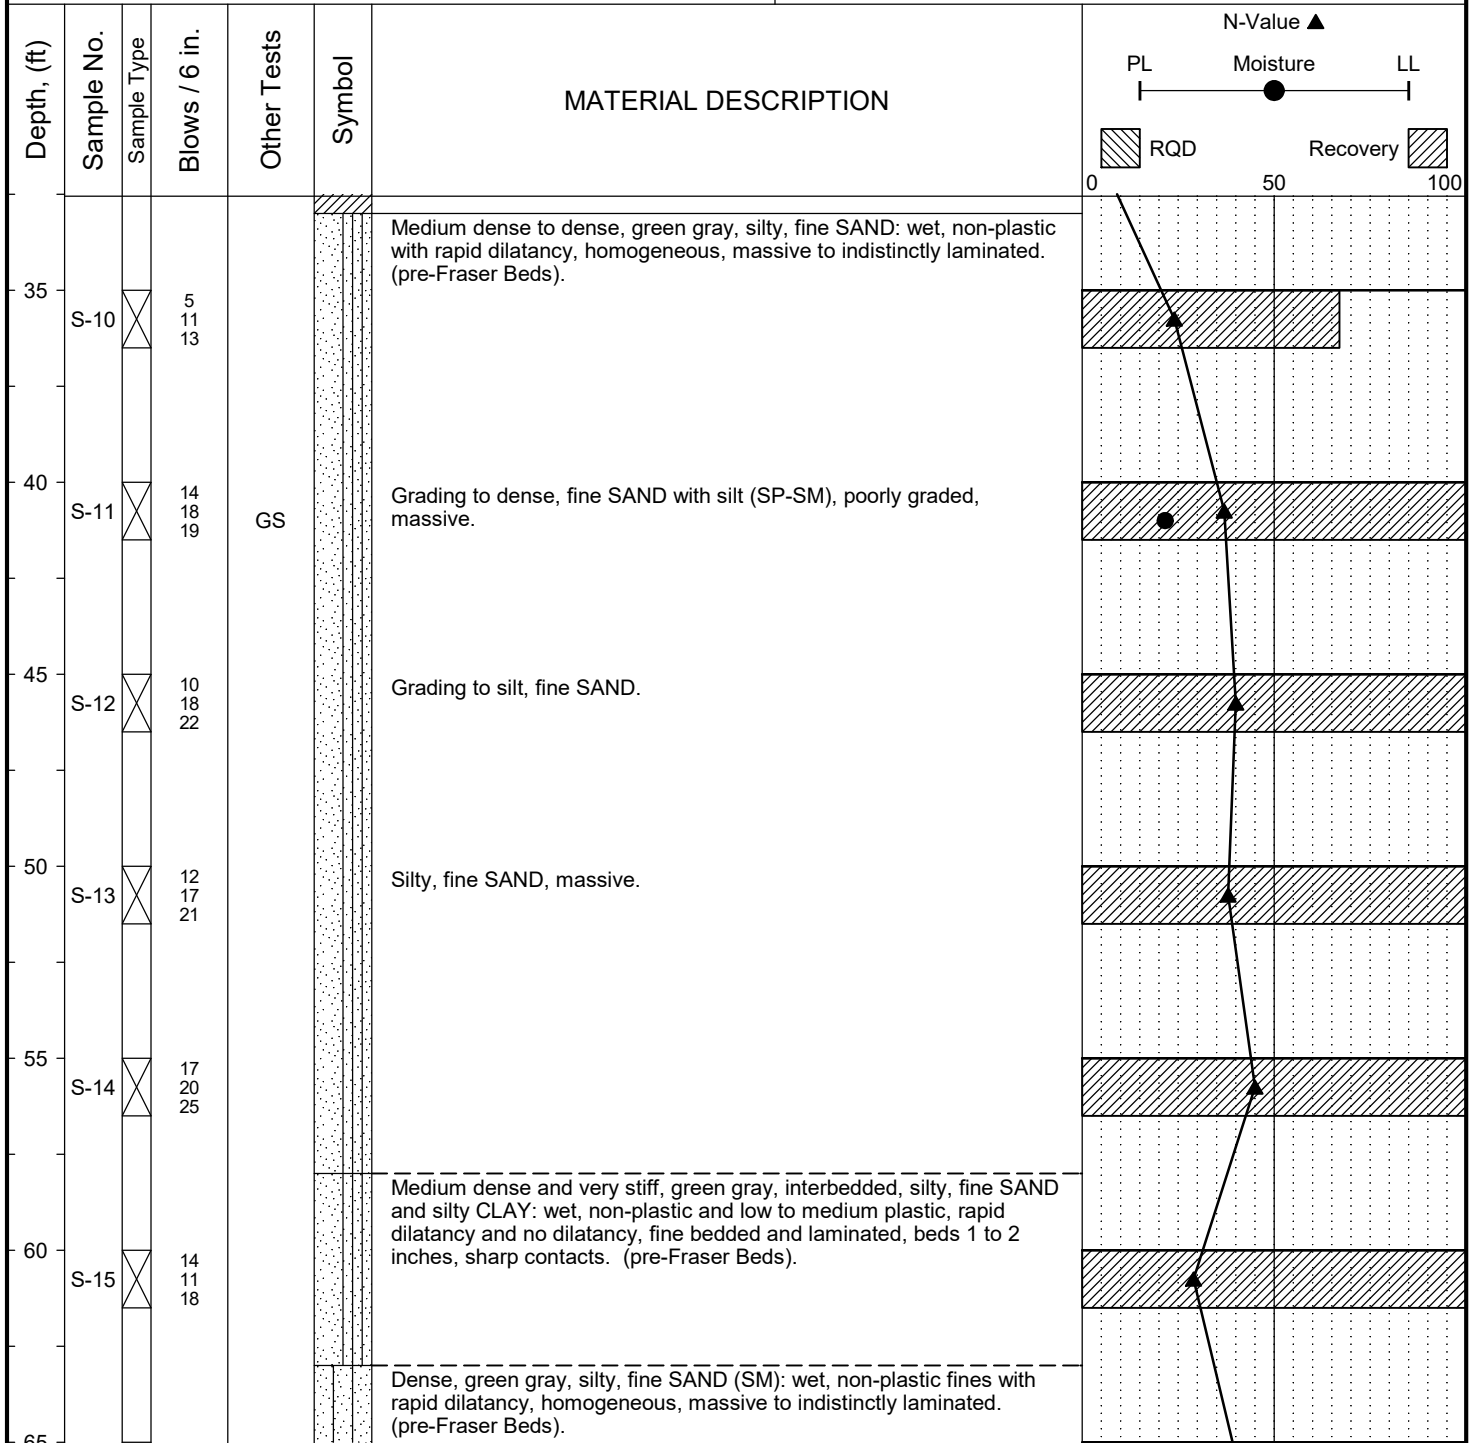 Depth, (ft)
Sample No.
Sample Type
Blows / 6 in.
Other Tests
Symbol
MATERIAL DESCRIPTION
N-Value ▲
PL Moisture LL
RQD Recovery
0 50 100
Medium dense to dense, green gray, silty, fine SAND: wet, non-plastic
with rapid dilatancy, homogeneous, massive to indistinctly laminated.
(pre-Fraser Beds).
35
S-10
5
11
13
40
S-11
14
18
19
GS
Grading to dense, fine SAND with silt (SP-SM), poorly graded,
massive.
45
S-12
10
18
22
Grading to silt, fine SAND.
50
S-13
12
17
21
Silty, fine SAND, massive.
55
S-14
17
20
25
Medium dense and very stiff, green gray, interbedded, silty, fine SAND
and silty CLAY: wet, non-plastic and low to medium plastic, rapid
dilatancy and no dilatancy, fine bedded and laminated, beds 1 to 2
inches, sharp contacts.  (pre-Fraser Beds).
60
S-15
14
11
18
Dense, green gray, silty, fine SAND (SM): wet, non-plastic fines with
rapid dilatancy, homogeneous, massive to indistinctly laminated.
(pre-Fraser Beds).
65